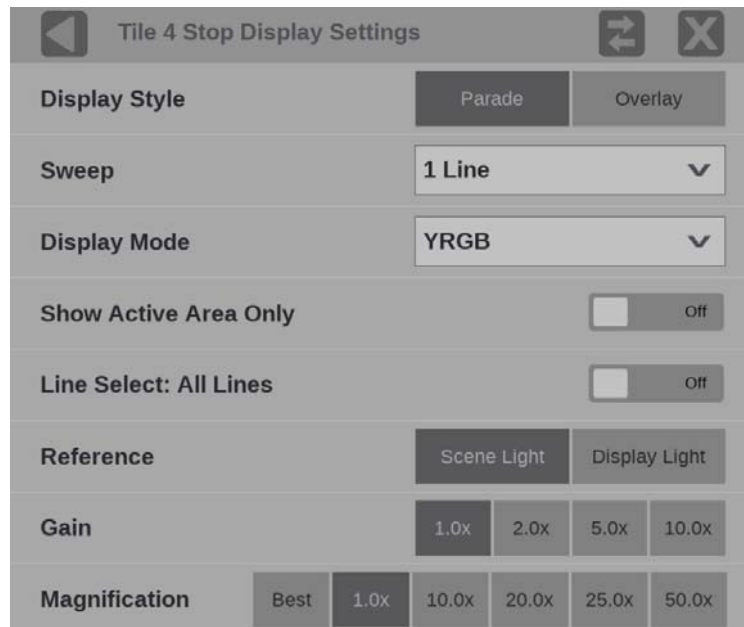 Tile 4 Stop Display Settings
Display Style Parade Overlay
Sweep 1 Line
Display Mode YRGB
Show Active Area Only Off
Line Select: All Lines Off
Reference Scene Light Display Light
Gain 1.0x 2.0x 5.0x 10.0x
Magnification Best 1.0x 10.0x 20.0x 25.0x 50.0x